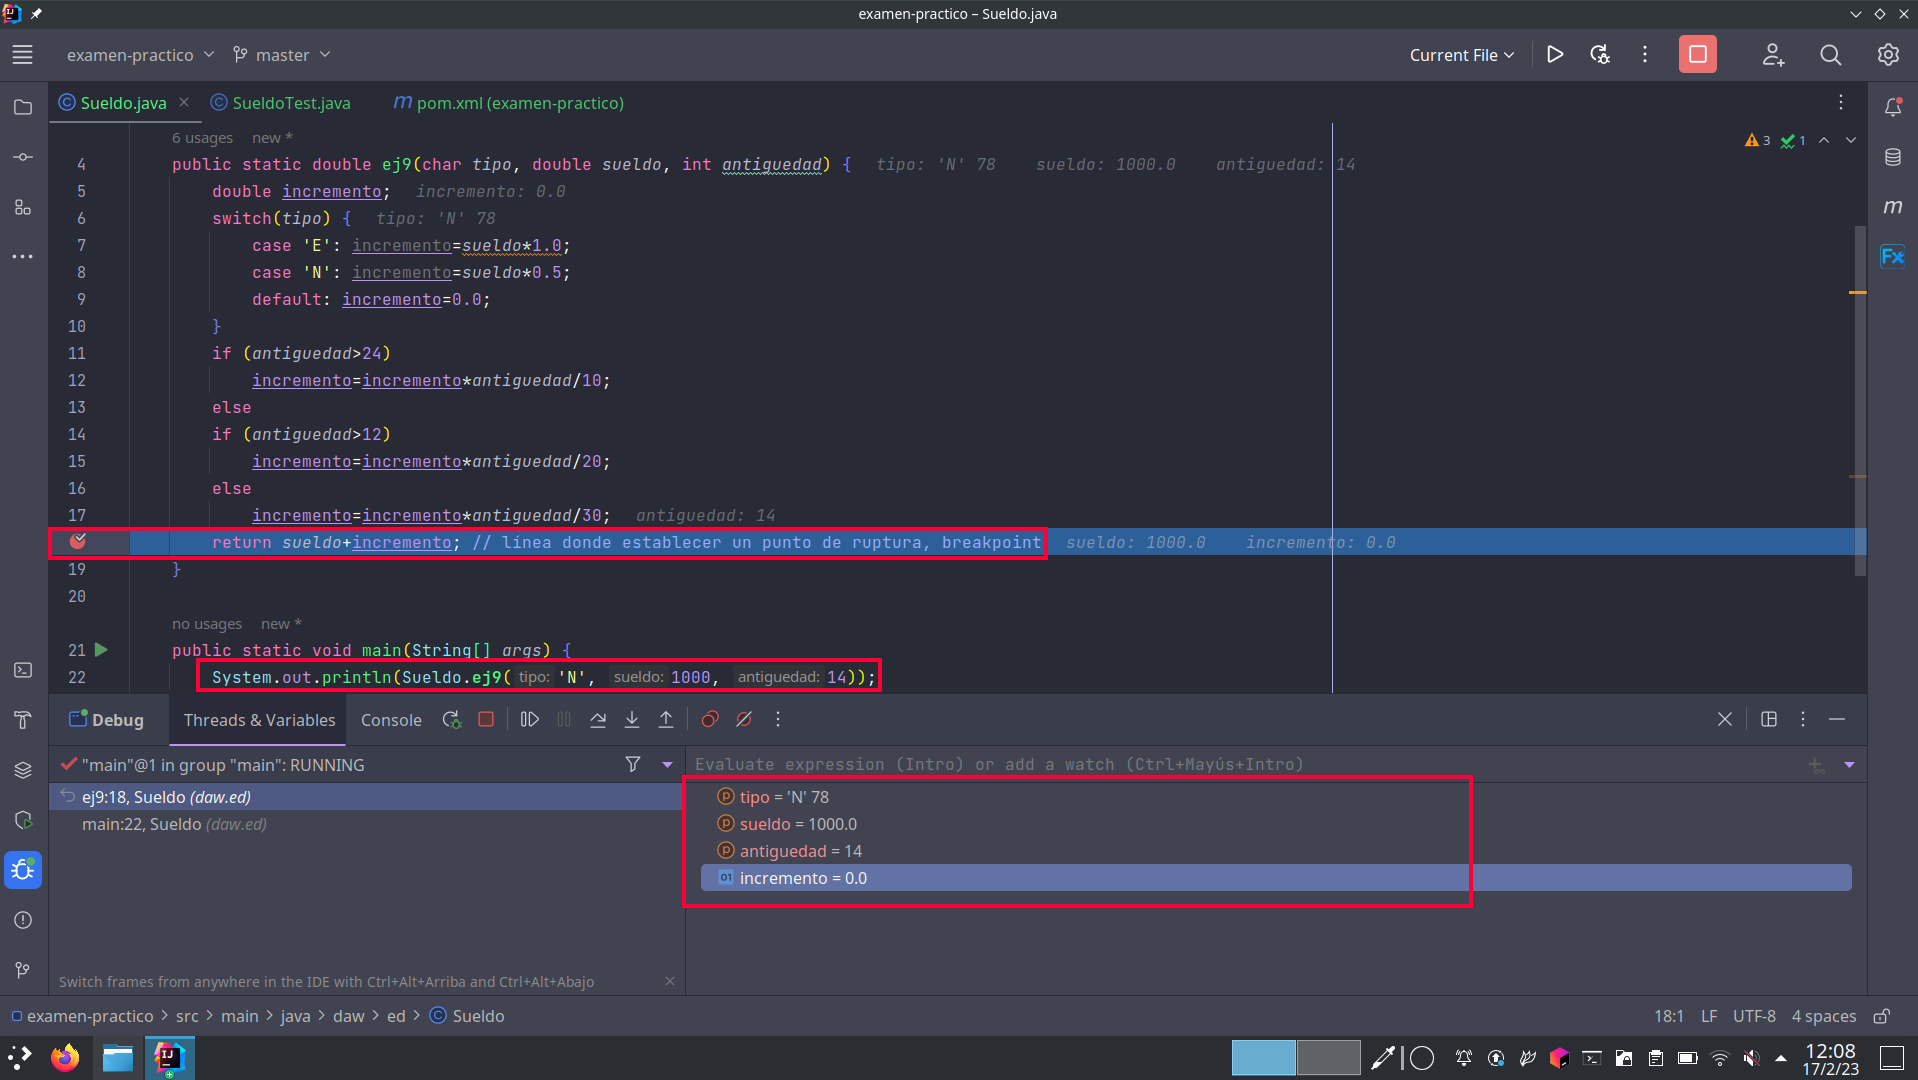 examen-practico – Sueldo.java
examen-practico master Current File
Sueldo.java SueldoTest.java m pom.xml (examen-practico)
6 usages new *
3 1
4 public static double ej9(char tipo, double sueldo, int antiguedad) { tipo: 'N' 78 sueldo: 1000.0 antiguedad: 14
5 double incremento; incremento: 0.0
6 switch(tipo) { tipo: 'N' 78
7 case 'E': incremento=sueldo*1.0;
8 case 'N': incremento=sueldo*0.5;
9 default: incremento=0.0;
10 }
11 if (antiguedad>24)
12 incremento=incremento*antiguedad/10;
13 else
14 if (antiguedad>12)
15 incremento=incremento*antiguedad/20;
16 else
17 incremento=incremento*antiguedad/30; antiguedad: 14
return sueldo+incremento; // línea donde establecer un punto de ruptura, breakpoint sueldo: 1000.0 incremento: 0.0
19 }
20
no usages new *
21 public static void main(String[] args) {
22 System.out.println(Sueldo.ej9( tipo: 'N', sueldo: 1000, antiguedad: 14));
Debug Threads & Variables Console
"main"@1 in group "main": RUNNING
Evaluate expression (Intro) or add a watch (Ctrl+Mayús+Intro)
ej9:18, Sueldo (daw.ed)
main:22, Sueldo (daw.ed)
tipo = 'N' 78
sueldo = 1000.0
antiguedad = 14
incremento = 0.0
Switch frames from anywhere in the IDE with Ctrl+Alt+Arriba and Ctrl+Alt+Abajo
examen-practico > src > main > java > daw > ed > Sueldo
18:1 LF UTF-8 4 spaces
12:08
17/2/23